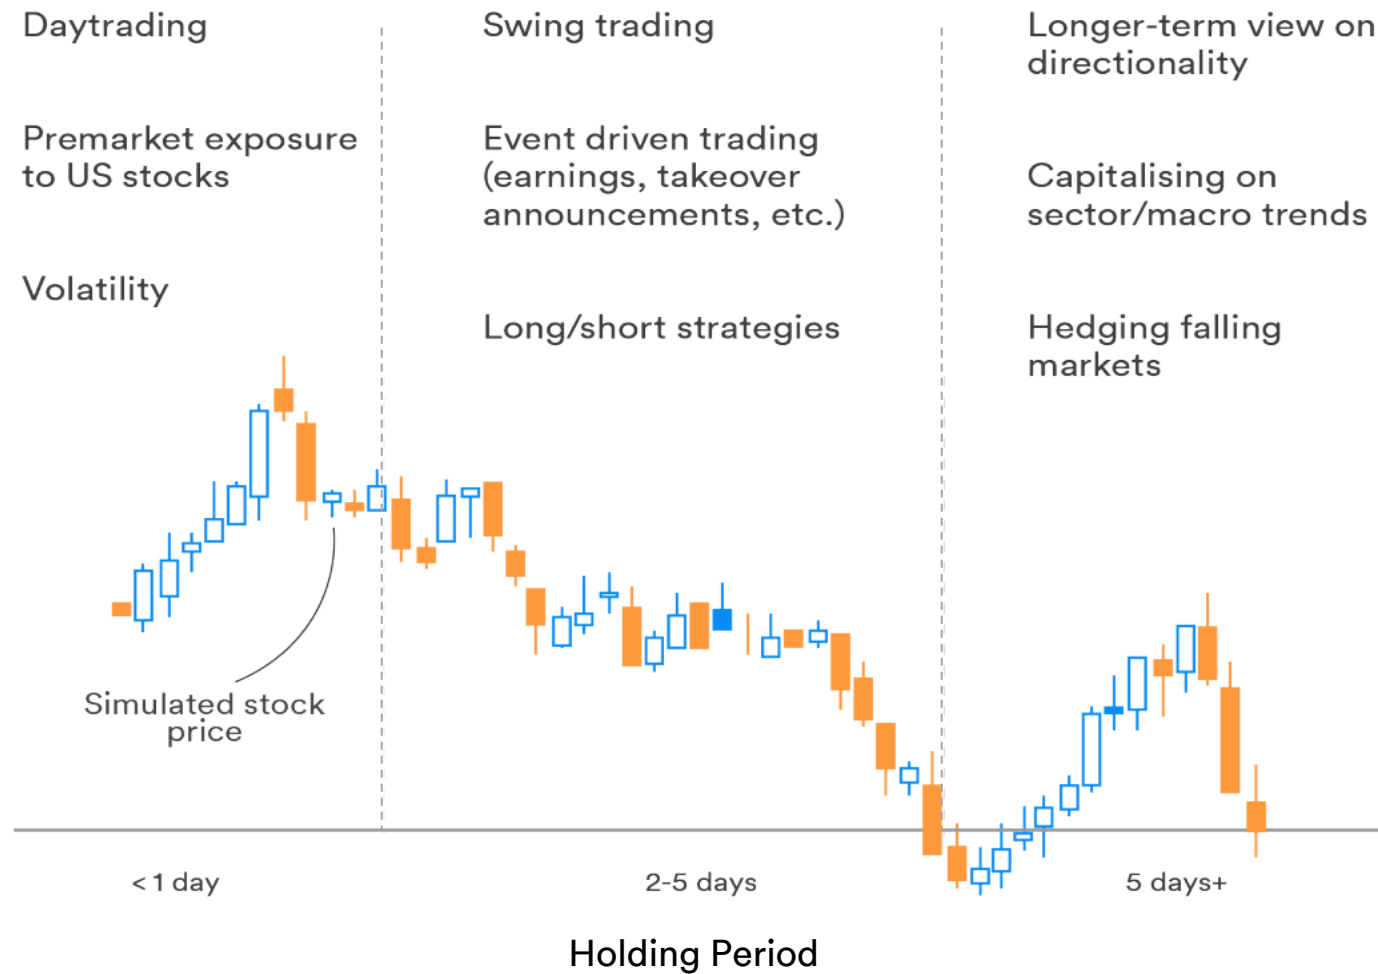 Daytrading
Premarket exposure
to US stocks
Volatility
Swing trading
Event driven trading
(earnings, takeover
announcements, etc.)
Long/short strategies
Longer-term view on
directionality
Capitalising on
sector/macro trends
Hedging falling
markets
Simulated stock
price
< 1 day
2-5 days
5 days+
Holding Period